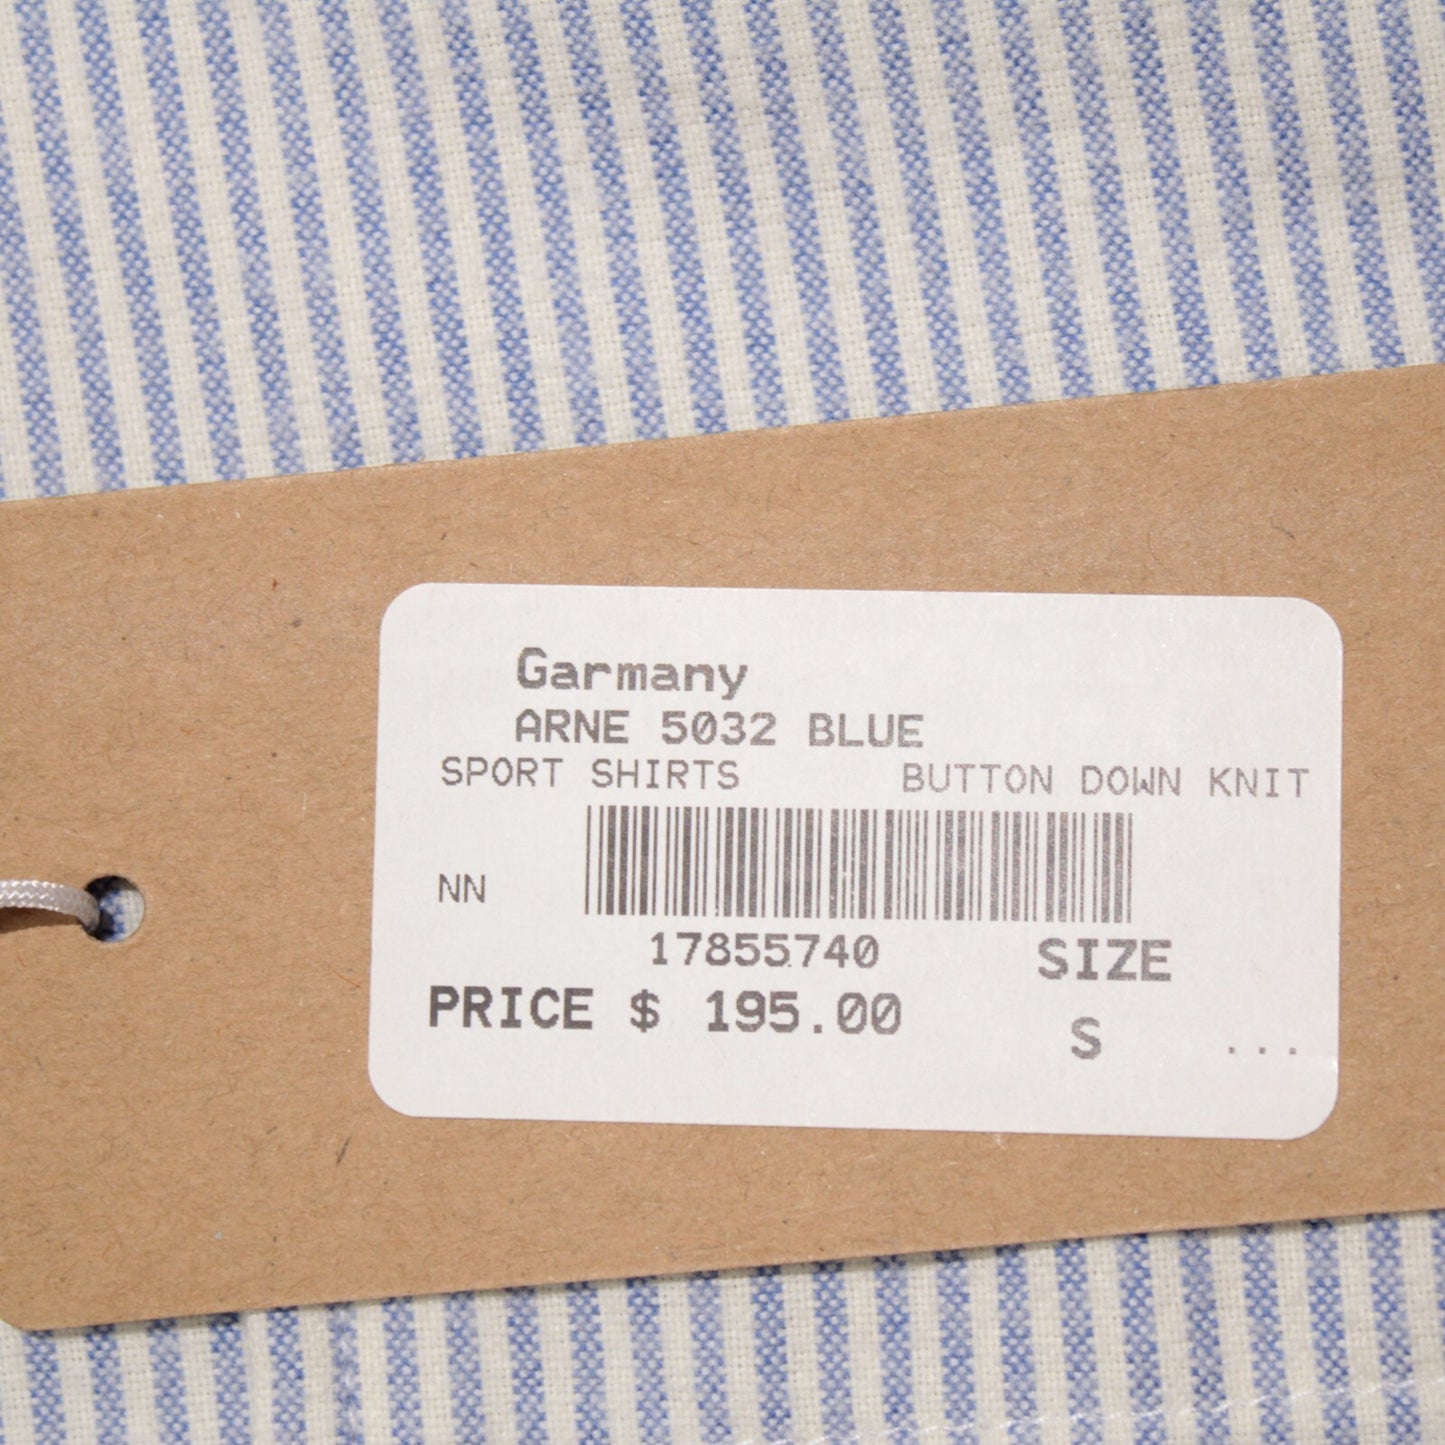 Garmany
ARNE 5032 BLUE
SPORT SHIRTS BUTTON DOWN KNIT
NN
17855740
SIZE
PRICE $ 195.00
S ...